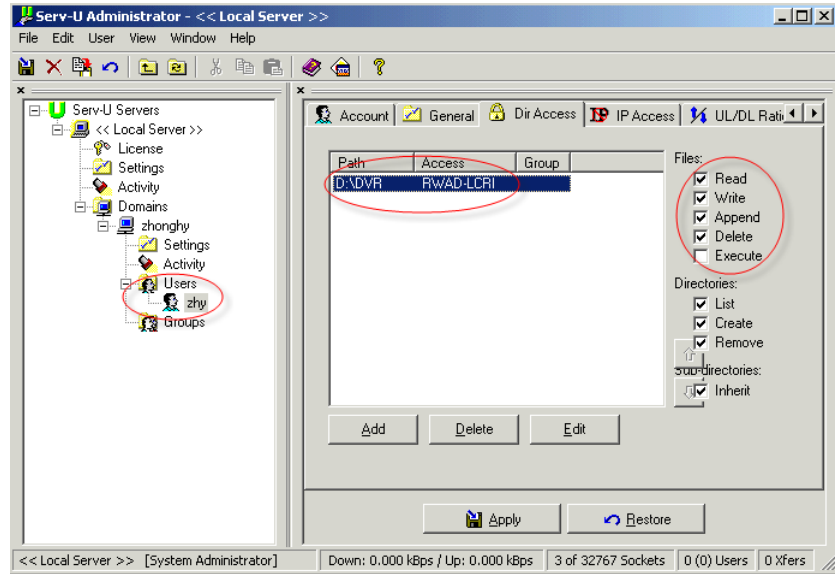 Serv-U Administrator - << Local Server >>
File Edit User View Window Help
Serv-U Servers
<< Local Server >>
License
Settings
Activity
Domains
zhonghy
Settings
Activity
Users
zhy
Groups
Account General Dir Access IP Access UL/DL Rati
Path Access Group
D:\DVR RWAD-LCRI
Files:
Read
Write
Append
Delete
Execute
Directories:
List
Create
Remove
Sub-directories:
Inherit
Add Delete Edit
Apply Restore
<< Local Server >> [System Administrator] Down: 0.000 kBps / Up: 0.000 kBps 3 of 32767 Sockets 0 (0) Users 0 Xfers